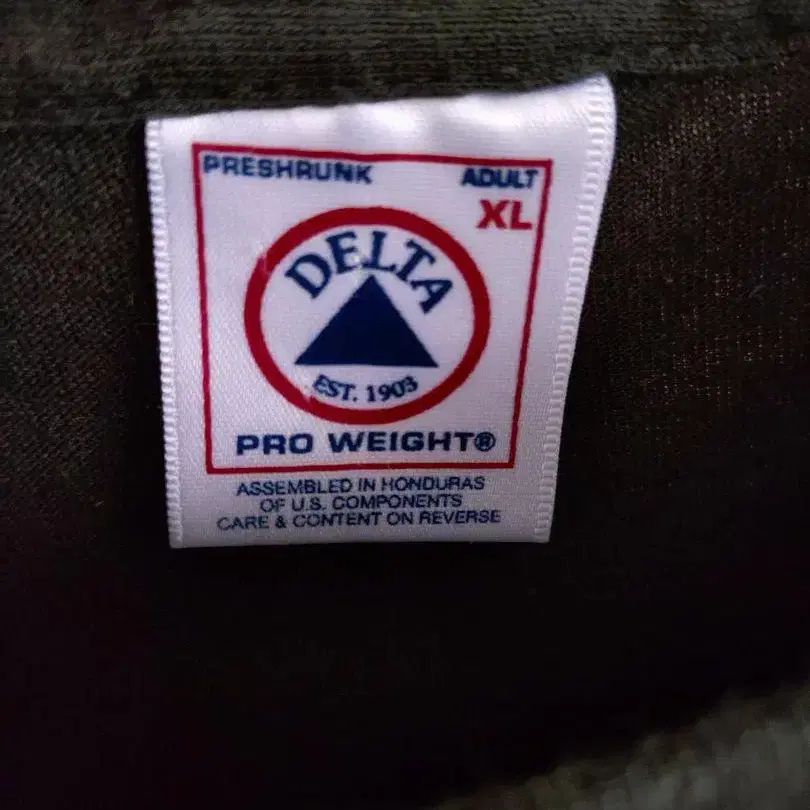 PRESHRUNK ADULT
XL
DELTA
EST. 1903
PRO WEIGHT®
ASSEMBLED IN HONDURAS
OF U.S. COMPONENTS
CARE & CONTENT ON REVERSE